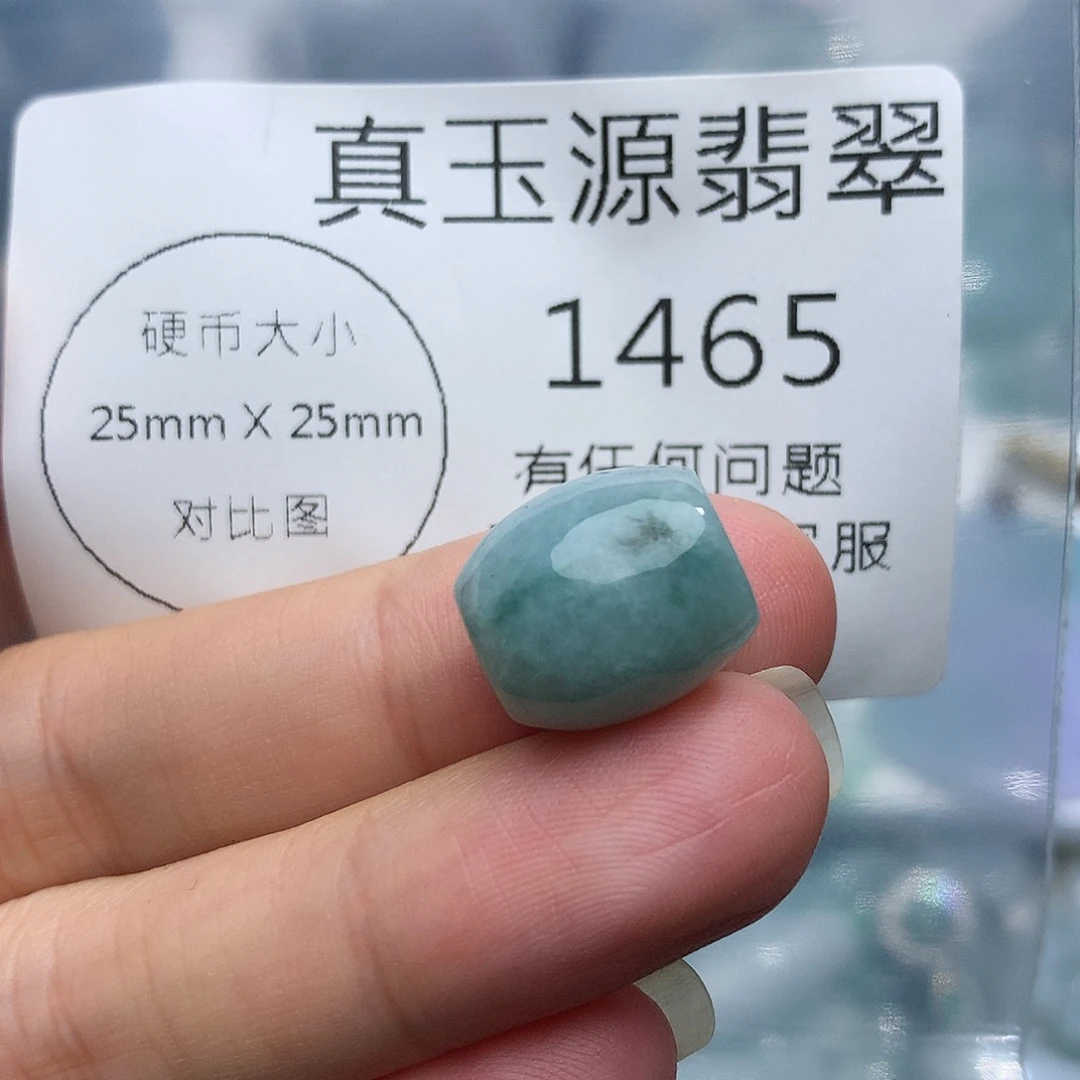 真玉源翡翠
硬币大小
25mm X 25mm
对比图
1465
有任何问题
服